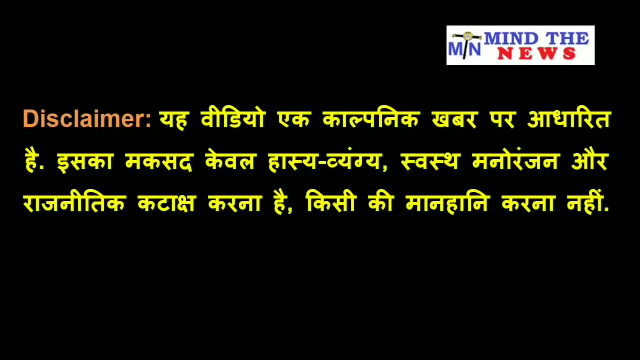 MTN MIND THE
NEWS
Disclaimer: यह वीडियो एक काल्पनिक खबर पर आधारित
है. इसका मकसद केवल हास्य-व्यंग्य, स्वस्थ मनोरंजन और
राजनीतिक कटाक्ष करना है, किसी की मानहानि करना नहीं.